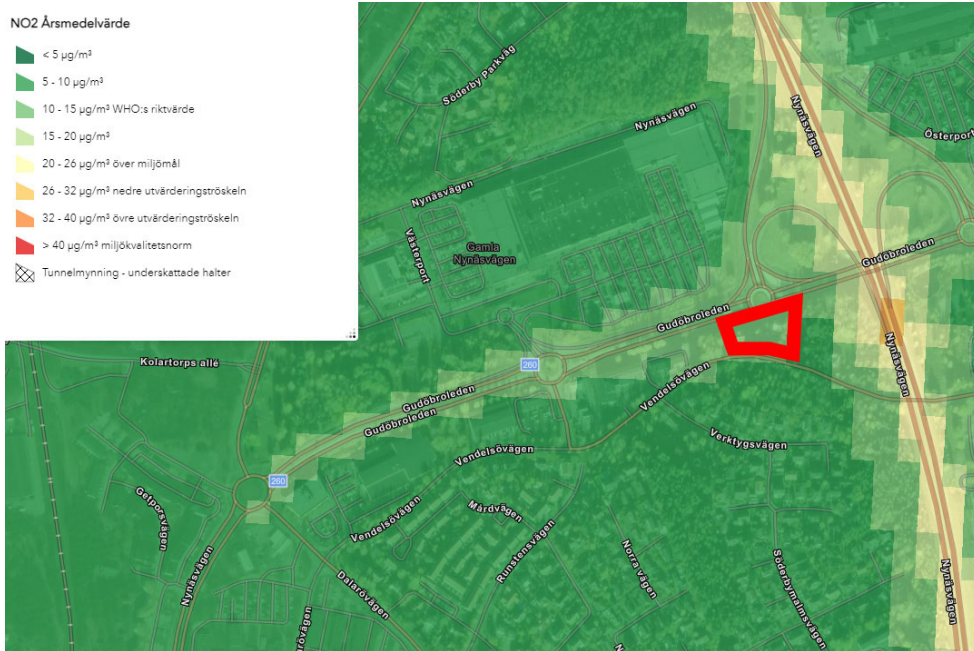 NO2 Årsmedelvärde
< 5 µg/m³
5 - 10 µg/m³
10 - 15 µg/m³ WHO:s riktvärde
15 - 20 µg/m³
20 - 26 µg/m³ över miljömål
26 - 32 µg/m³ nedre utvärderingströskeln
32 - 40 µg/m³ övre utvärderingströskeln
> 40 µg/m³ miljökvalitetsnorm
Tunnelmynning - underskattade halter
Söderby Parkväg
Nynäsvägen
Nynäsvägen
Österport
Nynäsvägen
Västerport
Gamla
Nynäsvägen
Gudöbroleden
Gudöbroleden
Nynäsvägen
Kolartorps allé
260
Vendelsövägen
Gudöbroleden
Gudöbroleden
Verktygsvägen
Vendelsövägen
260
Getporsvägen
Vendelsövägen
Mårdvägen
Runstensvägen
Norra vägen
Söderbymalmsvägen
Nynäsvägen
Dalarövägen
Nynäsvägen
rövägen
N